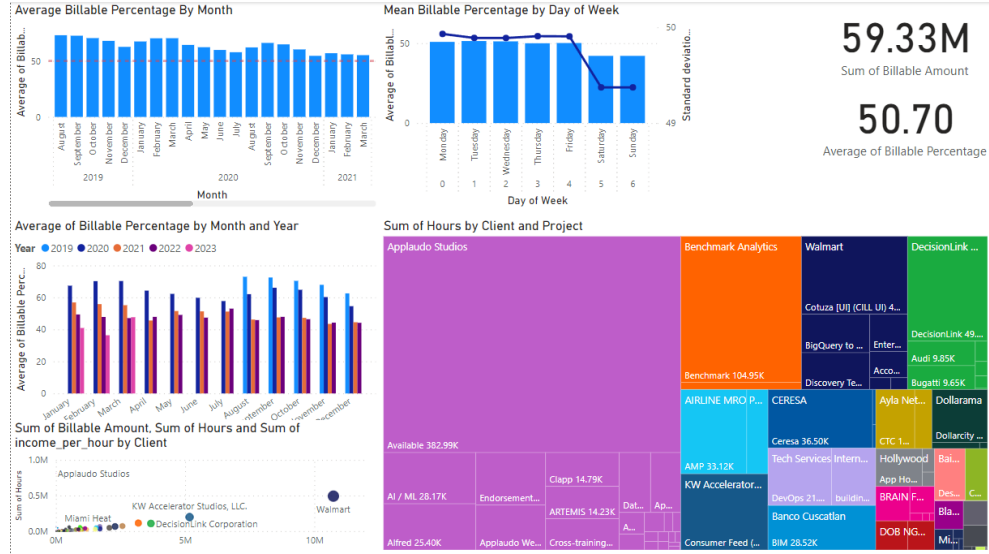 Average Billable Percentage By Month
Average of Billab...
50
0
August
September
October
November
December
January
February
March
April
May
June
July
August
September
October
November
December
January
February
March
2019
2020
2021
Month
Mean Billable Percentage by Day of Week
Average of Billabl...
50
0
50
49
Standard deviatio...
Monday
Tuesday
Wednesday
Thursday
Friday
Saturday
Sunday
0
1
2
3
4
5
6
Day of Week
59.33M
Sum of Billable Amount
50.70
Average of Billable Percentage
Average of Billable Percentage by Month and Year
Year 2019 2020 2021 2022 2023
Average of Billable Perc...
80
60
40
20
0
January
February
March
April
May
June
July
August
September
October
November
December
Sum of Billable Amount, Sum of Hours and Sum of
income_per_hour by Client
Sum of Hours
1.0M
0.5M
0.0M
Applaudo Studios
KW Accelerator Studios, LLC.
Miami Heat
DecisionLink Corporation
Walmart
0M
5M
10M
Sum of Hours by Client and Project
Applaudo Studios
Available 382.99K
AI / ML 28.17K
Alfred 25.40K
Endorsement...
Applaudo We...
Clapp 14.79K
ARTEMIS 14.23K
Cross-training...
Dat...
Ap...
A...
Benchmark Analytics
Benchmark 104.95K
Walmart
Cotuza [UI] (CILL UI) 4...
BigQuery to ...
Enter...
Acco...
Discovery Te...
DecisionLink ...
DecisionLink 49....
Audi 9.85K
Bugatti 9.65K
AIRLINE MRO P...
AMP 33.12K
KW Accelerator...
Consumer Feed (...
CERESA
Ceresa 36.50K
Tech Services
Intern...
DevOps 21...
buildin...
Banco Cuscatlan
BIM 28.52K
Ayla Net...
CTC 1...
Dollarama
Dollarcity ...
Hollywood
App Ho...
BRAIN F...
DOB NG...
Bai...
Des...
C...
Bla...
Mi...